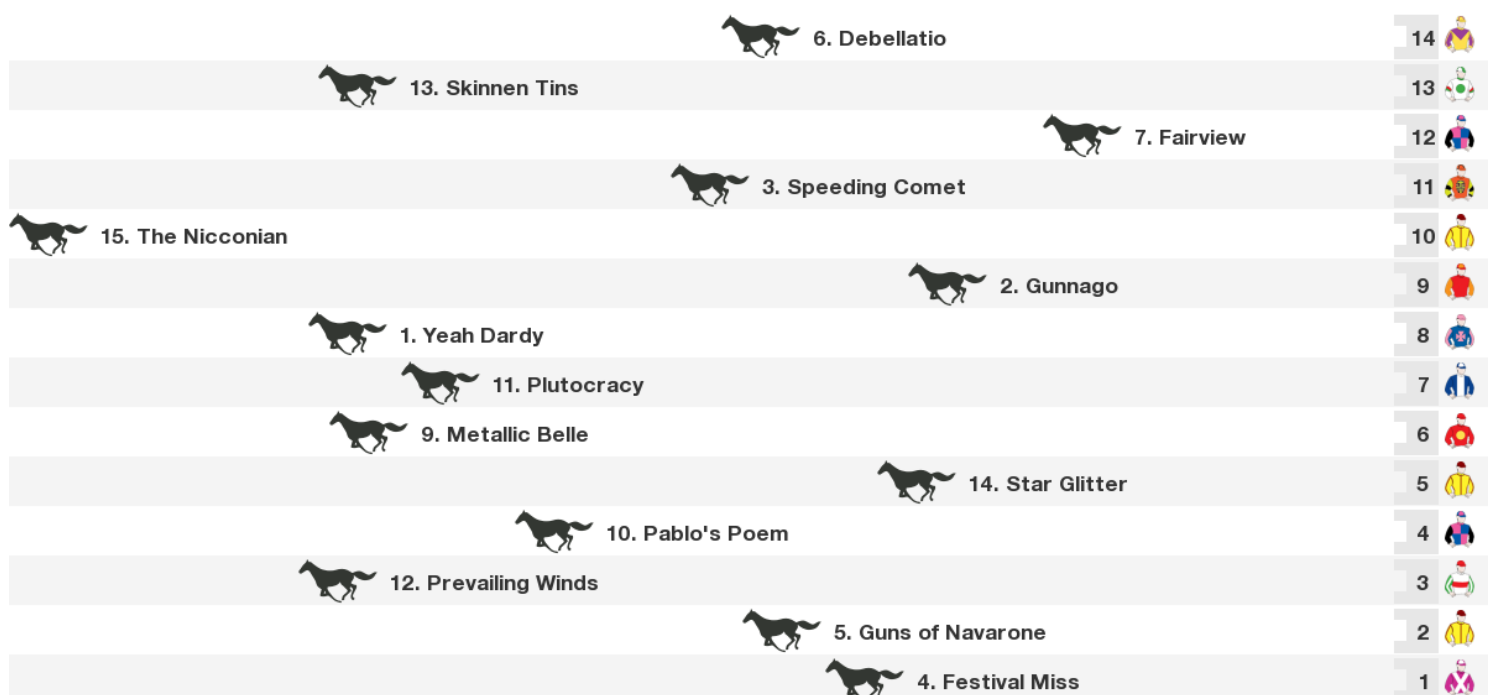 6. Debellatio 14
13. Skinnen Tins 13
7. Fairview 12
3. Speeding Comet 11
15. The Nicconian 10
2. Gunnago 9
1. Yeah Dardy 8
11. Plutocracy 7
9. Metallic Belle 6
14. Star Glitter 5
10. Pablo's Poem 4
12. Prevailing Winds 3
5. Guns of Navarone 2
4. Festival Miss 1